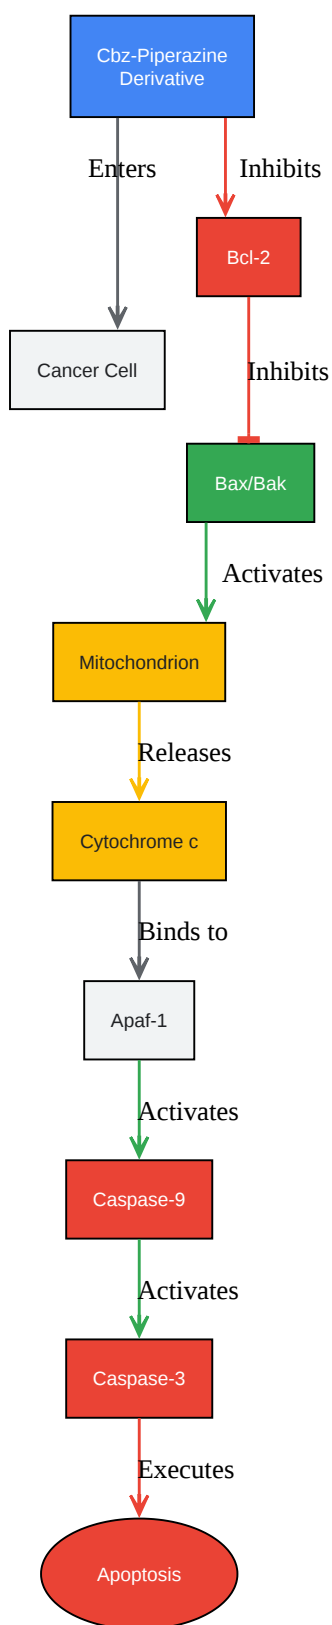 Cbz-Piperazine
Derivative
Enters
Inhibits
Bcl-2
Cancer Cell
Inhibits
Bax/Bak
Activates
Mitochondrion
Releases
Cytochrome c
Binds to
Apaf-1
Activates
Caspase-9
Activates
Caspase-3
Executes
Apoptosis